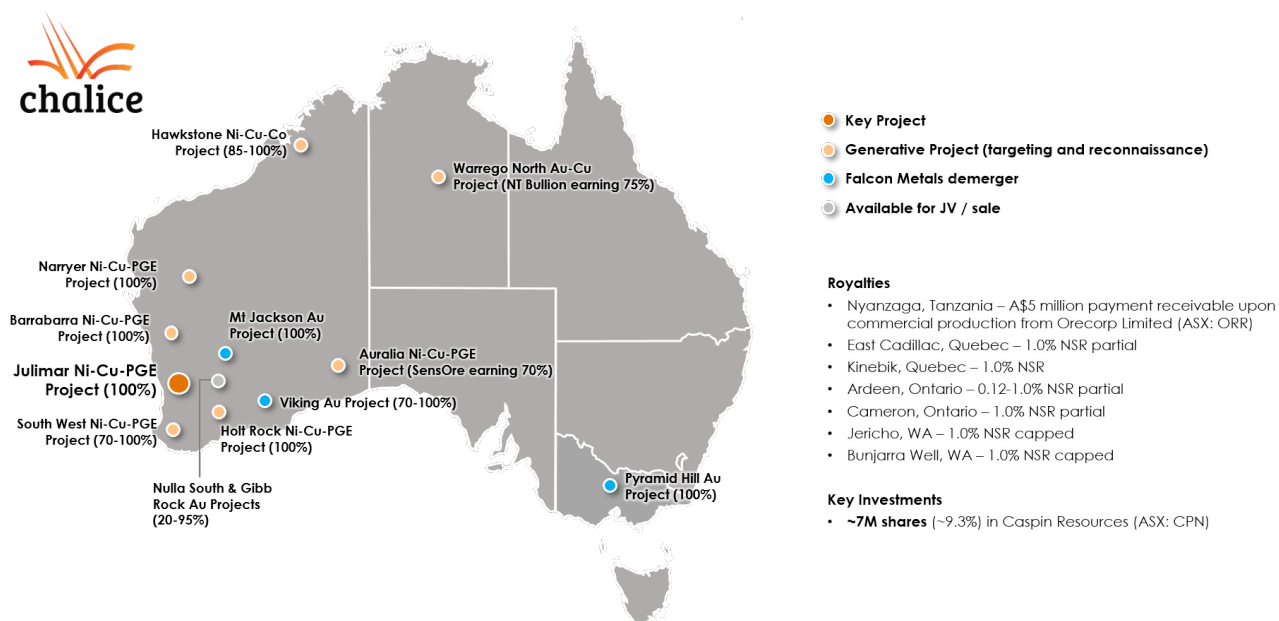 chalice
Hawkstone Ni-Cu-Co
Project (85-100%)
Warrego North Au-Cu
Project (NT Bullion earning 75%)
Narryer Ni-Cu-PGE
Project (100%)
Barrabarra Ni-Cu-PGE
Project (100%)
Mt Jackson Au
Project (100%)
Julimar Ni-Cu-PGE
Project (100%)
Auralia Ni-Cu-PGE
Project (SensOre earning 70%)
Viking Au Project (70-100%)
South West Ni-Cu-PGE
Project (70-100%)
Holt Rock Ni-Cu-PGE
Project (100%)
Nulla South & Gibb
Rock Au Projects
(20-95%)
Pyramid Hill Au
Project (100%)
Key Project
Generative Project (targeting and reconnaissance)
Falcon Metals demerger
Available for JV / sale
Royalties
• Nyanzaga, Tanzania – A$5 million payment receivable upon
commercial production from Orecorp Limited (ASX: ORR)
• East Cadillac, Quebec – 1.0% NSR partial
• Kinebik, Quebec – 1.0% NSR
• Ardeen, Ontario – 0.12-1.0% NSR partial
• Cameron, Ontario – 1.0% NSR partial
• Jericho, WA – 1.0% NSR capped
• Bunjarra Well, WA – 1.0% NSR capped
Key Investments
• ~7M shares (~9.3%) in Caspin Resources (ASX: CPN)